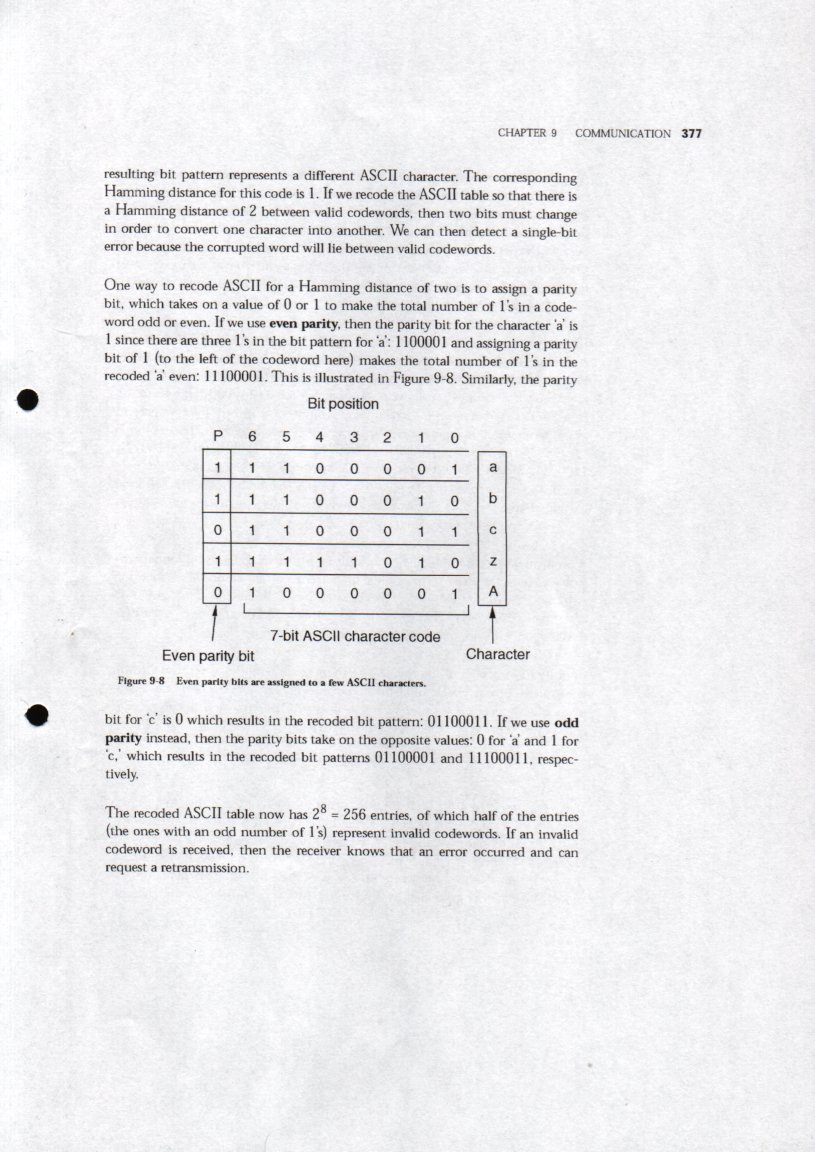 CHAPTER 9 COMMUNICATION 377
resulting bit pattern represents a different ASCII character. The corresponding
Hamming distance for this code is 1. If we recode the ASCII table so that there is
a Hamming distance of 2 between valid codewords, then two bits must change
in order to convert one character into another. We can then detect a single-bit
error because the corrupted word will lie between valid codewords.
One way to recode ASCII for a Hamming distance of two is to assign a parity
bit, which takes on a value of 0 or 1 to make the total number of 1's in a code-
word odd or even. If we use even parity, then the parity bit for the character 'a' is
1 since there are three 1's in the bit pattern for 'a': 1100001 and assigning a parity
bit of 1 (to the left of the codeword here) makes the total number of 1's in the
recoded 'a' even: 11100001. This is illustrated in Figure 9-8. Similarly, the parity
Bit position
P 6 5 4 3 2 1 0
1 1 1 0 0 0 0 1 a
1 1 1 0 0 0 1 0 b
0 1 1 0 0 0 1 1 c
1 1 1 1 1 0 1 0 z
0 1 0 0 0 0 0 1 A
7-bit ASCII character code
Even parity bit Character
Figure 9-8 Even parity bits are assigned to a few ASCII characters.
bit for 'c' is 0 which results in the recoded bit pattern: 01100011. If we use odd
parity instead, then the parity bits take on the opposite values: 0 for 'a' and 1 for
'c,' which results in the recoded bit patterns 01100001 and 11100011, respec-
tively.
The recoded ASCII table now has 2⁸ = 256 entries, of which half of the entries
(the ones with an odd number of 1's) represent invalid codewords. If an invalid
codeword is received, then the receiver knows that an error occurred and can
request a retransmission.